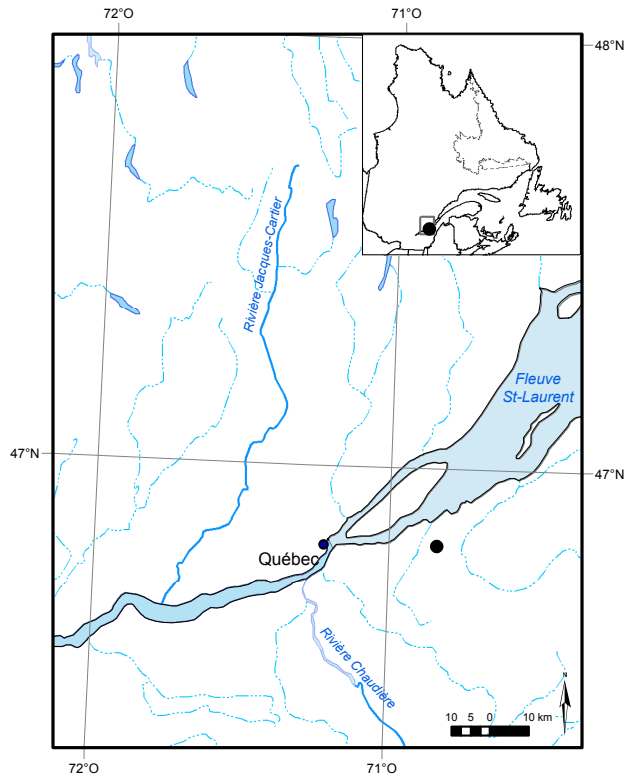 72°O
71°O
48°N
Rivière Jacques-Cartier
Fleuve
St-Laurent
47°N
47°N
Québec
Rivière Chaudière
N
10 5 0 10 km
72°O
71°O